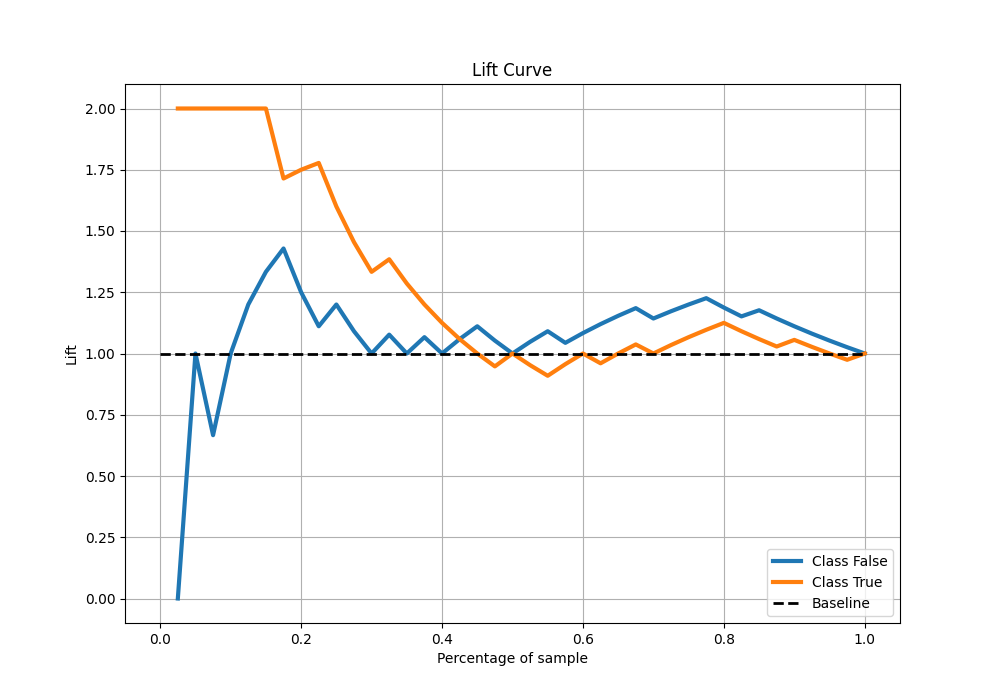 Lift Curve
Lift
2.00
1.75
1.50
1.25
1.00
0.75
0.50
0.25
0.00
0.0 0.2 0.4 0.6 0.8 1.0
Percentage of sample
Class False
Class True
Baseline